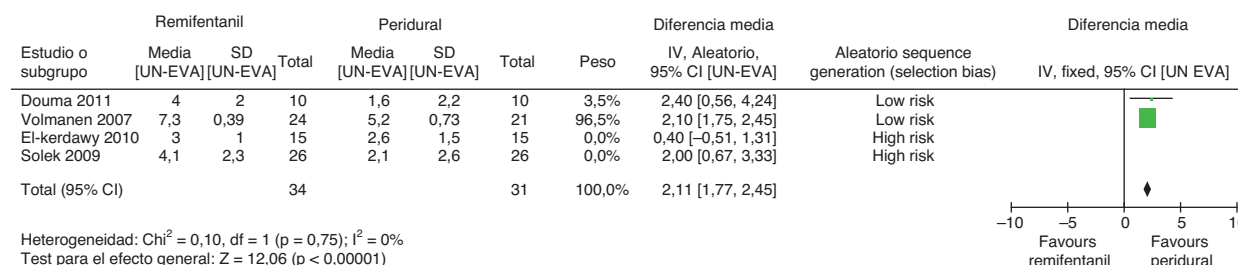 Remifentanil Peridural Diferencia media Diferencia media
Estudio o subgrupo Media [UN-EVA] SD [UN-EVA] Total Media [UN-EVA] SD [UN-EVA] Total Peso IV, Aleatorio, 95% CI [UN-EVA] Aleatorio sequence generation (selection bias) IV, fixed, 95% CI [UN EVA]
Douma 2011 4 2 10 1,6 2,2 10 3,5% 2,40 [0,56, 4,24] Low risk
Volmanen 2007 7,3 0,39 24 5,2 0,73 21 96,5% 2,10 [1,75, 2,45] Low risk
El-kerdawy 2010 3 1 15 2,6 1,5 15 0,0% 0,40 [–0,51, 1,31] High risk
Solek 2009 4,1 2,3 26 2,1 2,6 26 0,0% 2,00 [0,67, 3,33] High risk
Total (95% CI) 34 31 100,0% 2,11 [1,77, 2,45]
–10 –5 0 5 10
Heterogeneidad: Chi² = 0,10, df = 1 (p = 0,75); I² = 0%
Test para el efecto general: Z = 12,06 (p < 0,00001)
Favours remifentanil Favours peridural